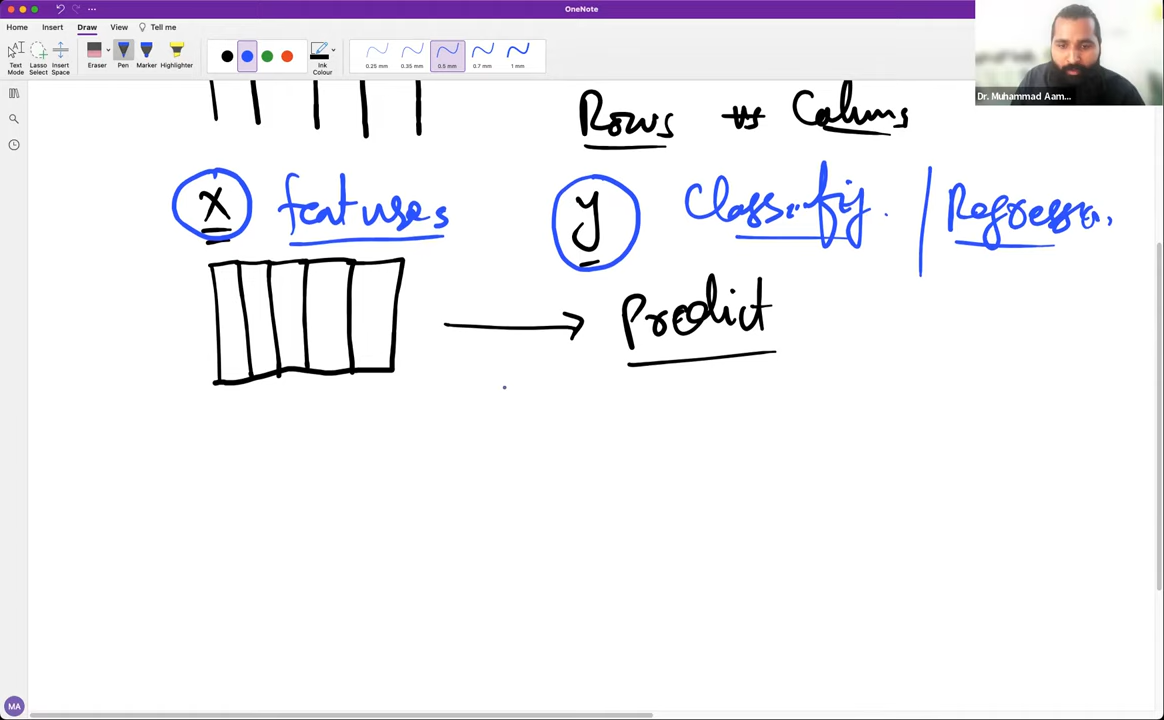 OneNote
Home Insert Draw View Tell me
Text Mode Lasso Select Insert Space Eraser Pen Marker Highlighter Ink Colour 0.25 mm 0.35 mm 0.5 mm 0.7 mm 1 mm
Dr. Muhammad Aam...
Rows vs Colums
x features y Classify. | Regression
Predict
MA